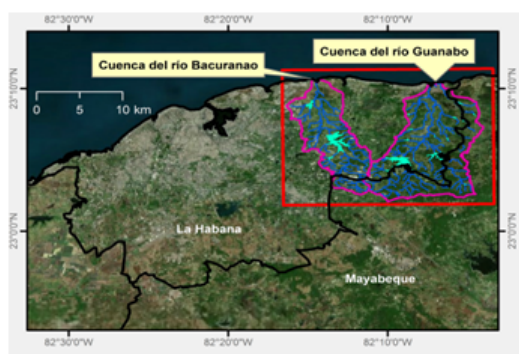 82°30'0"W 82°20'0"W 82°10'0"W
Cuenca del río Guanabo
Cuenca del río Bacuranao
23°10'0"N 23°10'0"N
0 5 10 km
23°0'0"N 23°0'0"N
La Habana
Mayabeque
82°30'0"W 82°20'0"W 82°10'0"W